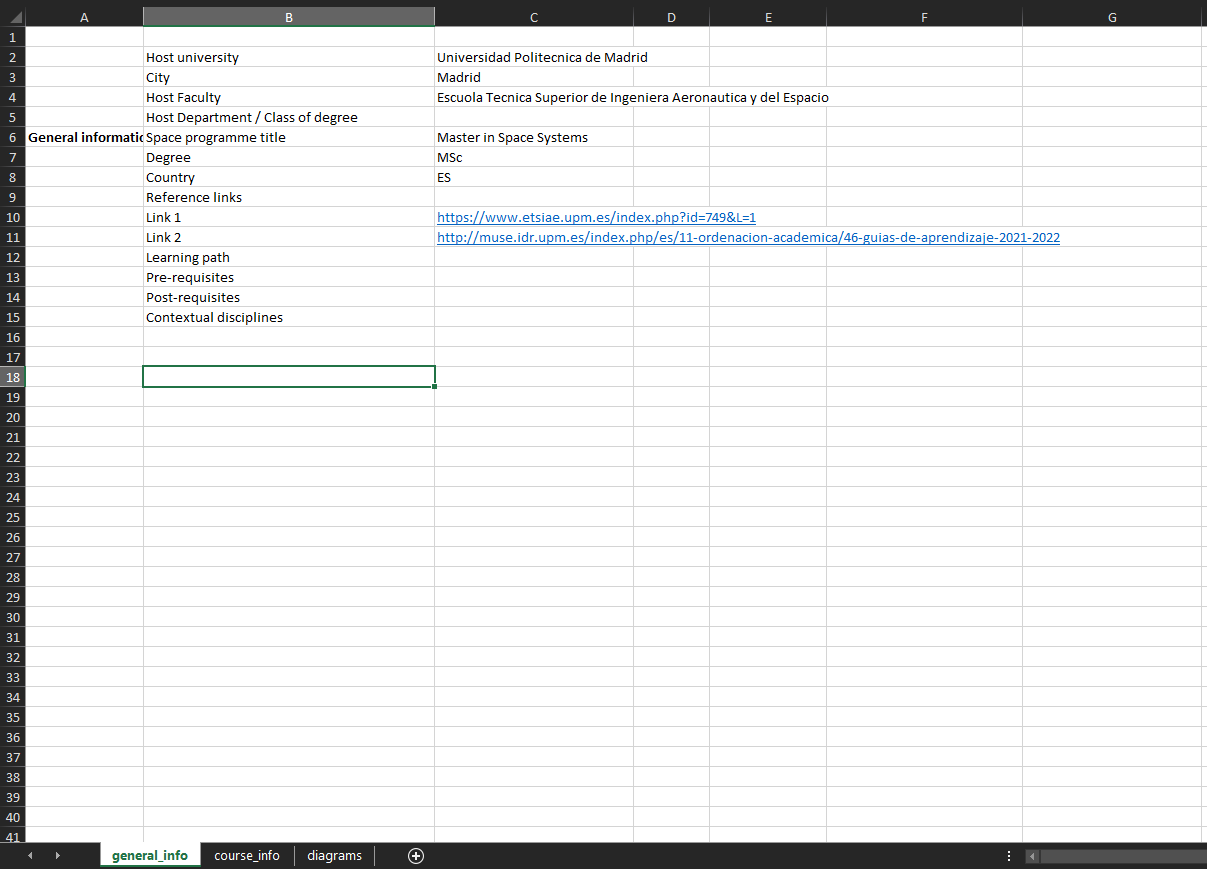 A B C D E F G
1
2 Host university Universidad Politecnica de Madrid
3 City Madrid
4 Host Faculty Escuela Tecnica Superior de Ingeniera Aeronautica y del Espacio
5 Host Department / Class of degree
6 General informatic Space programme title Master in Space Systems
7 Degree MSc
8 Country ES
9 Reference links
10 Link 1 https://www.etsiae.upm.es/index.php?id=749&L=1
11 Link 2 http://muse.idr.upm.es/index.php/es/11-ordenacion-academica/46-guias-de-aprendizaje-2021-2022
12 Learning path
13 Pre-requisites
14 Post-requisites
15 Contextual disciplines
16
17
18
19
20
21
22
23
24
25
26
27
28
29
30
31
32
33
34
35
36
37
38
39
40
41
general_info course_info diagrams